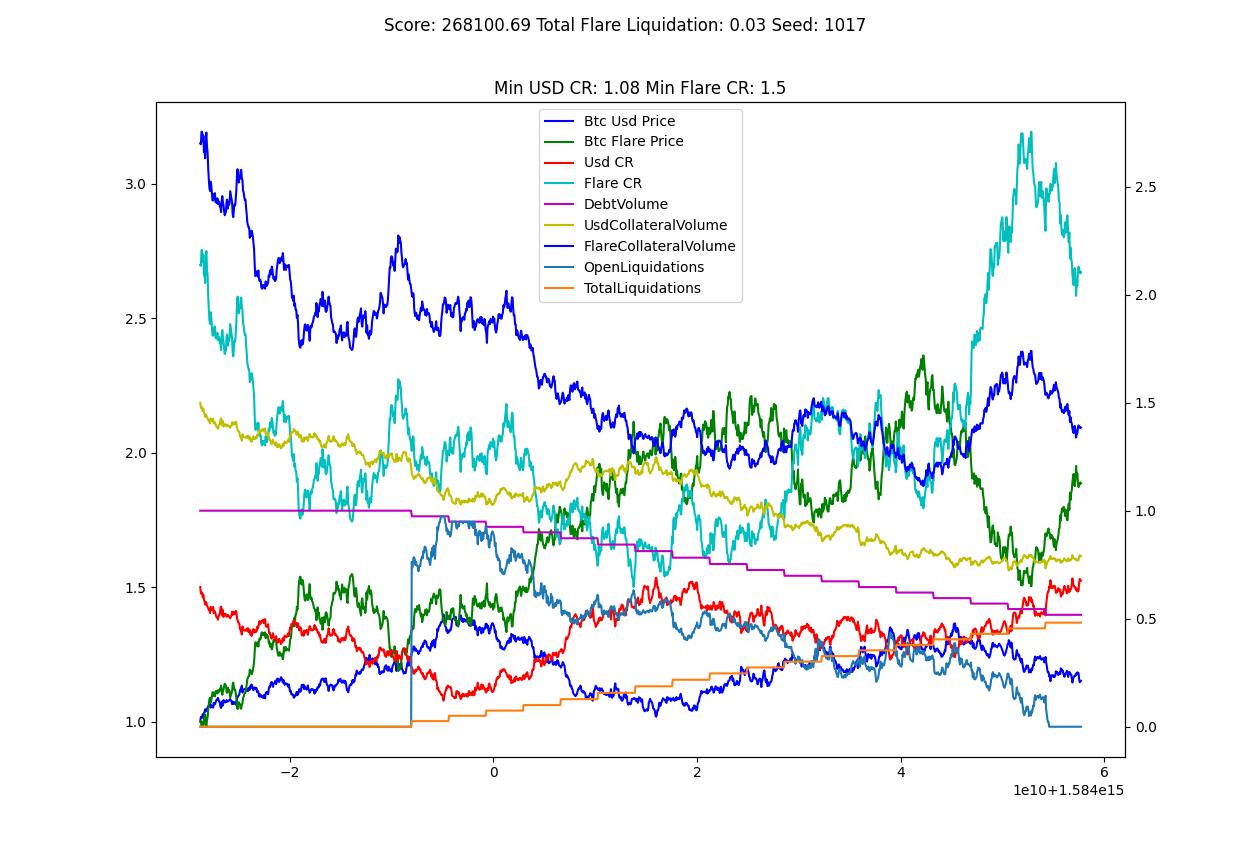 Score: 268100.69 Total Flare Liquidation: 0.03 Seed: 1017
Min USD CR: 1.08 Min Flare CR: 1.5
Btc Usd Price
Btc Flare Price
Usd CR
Flare CR
DebtVolume
UsdCollateralVolume
FlareCollateralVolume
OpenLiquidations
TotalLiquidations
3.0
2.5
2.0
1.5
1.0
2.5
2.0
1.5
1.0
0.5
0.0
−2 0 2 4 6
1e10+1.584e15